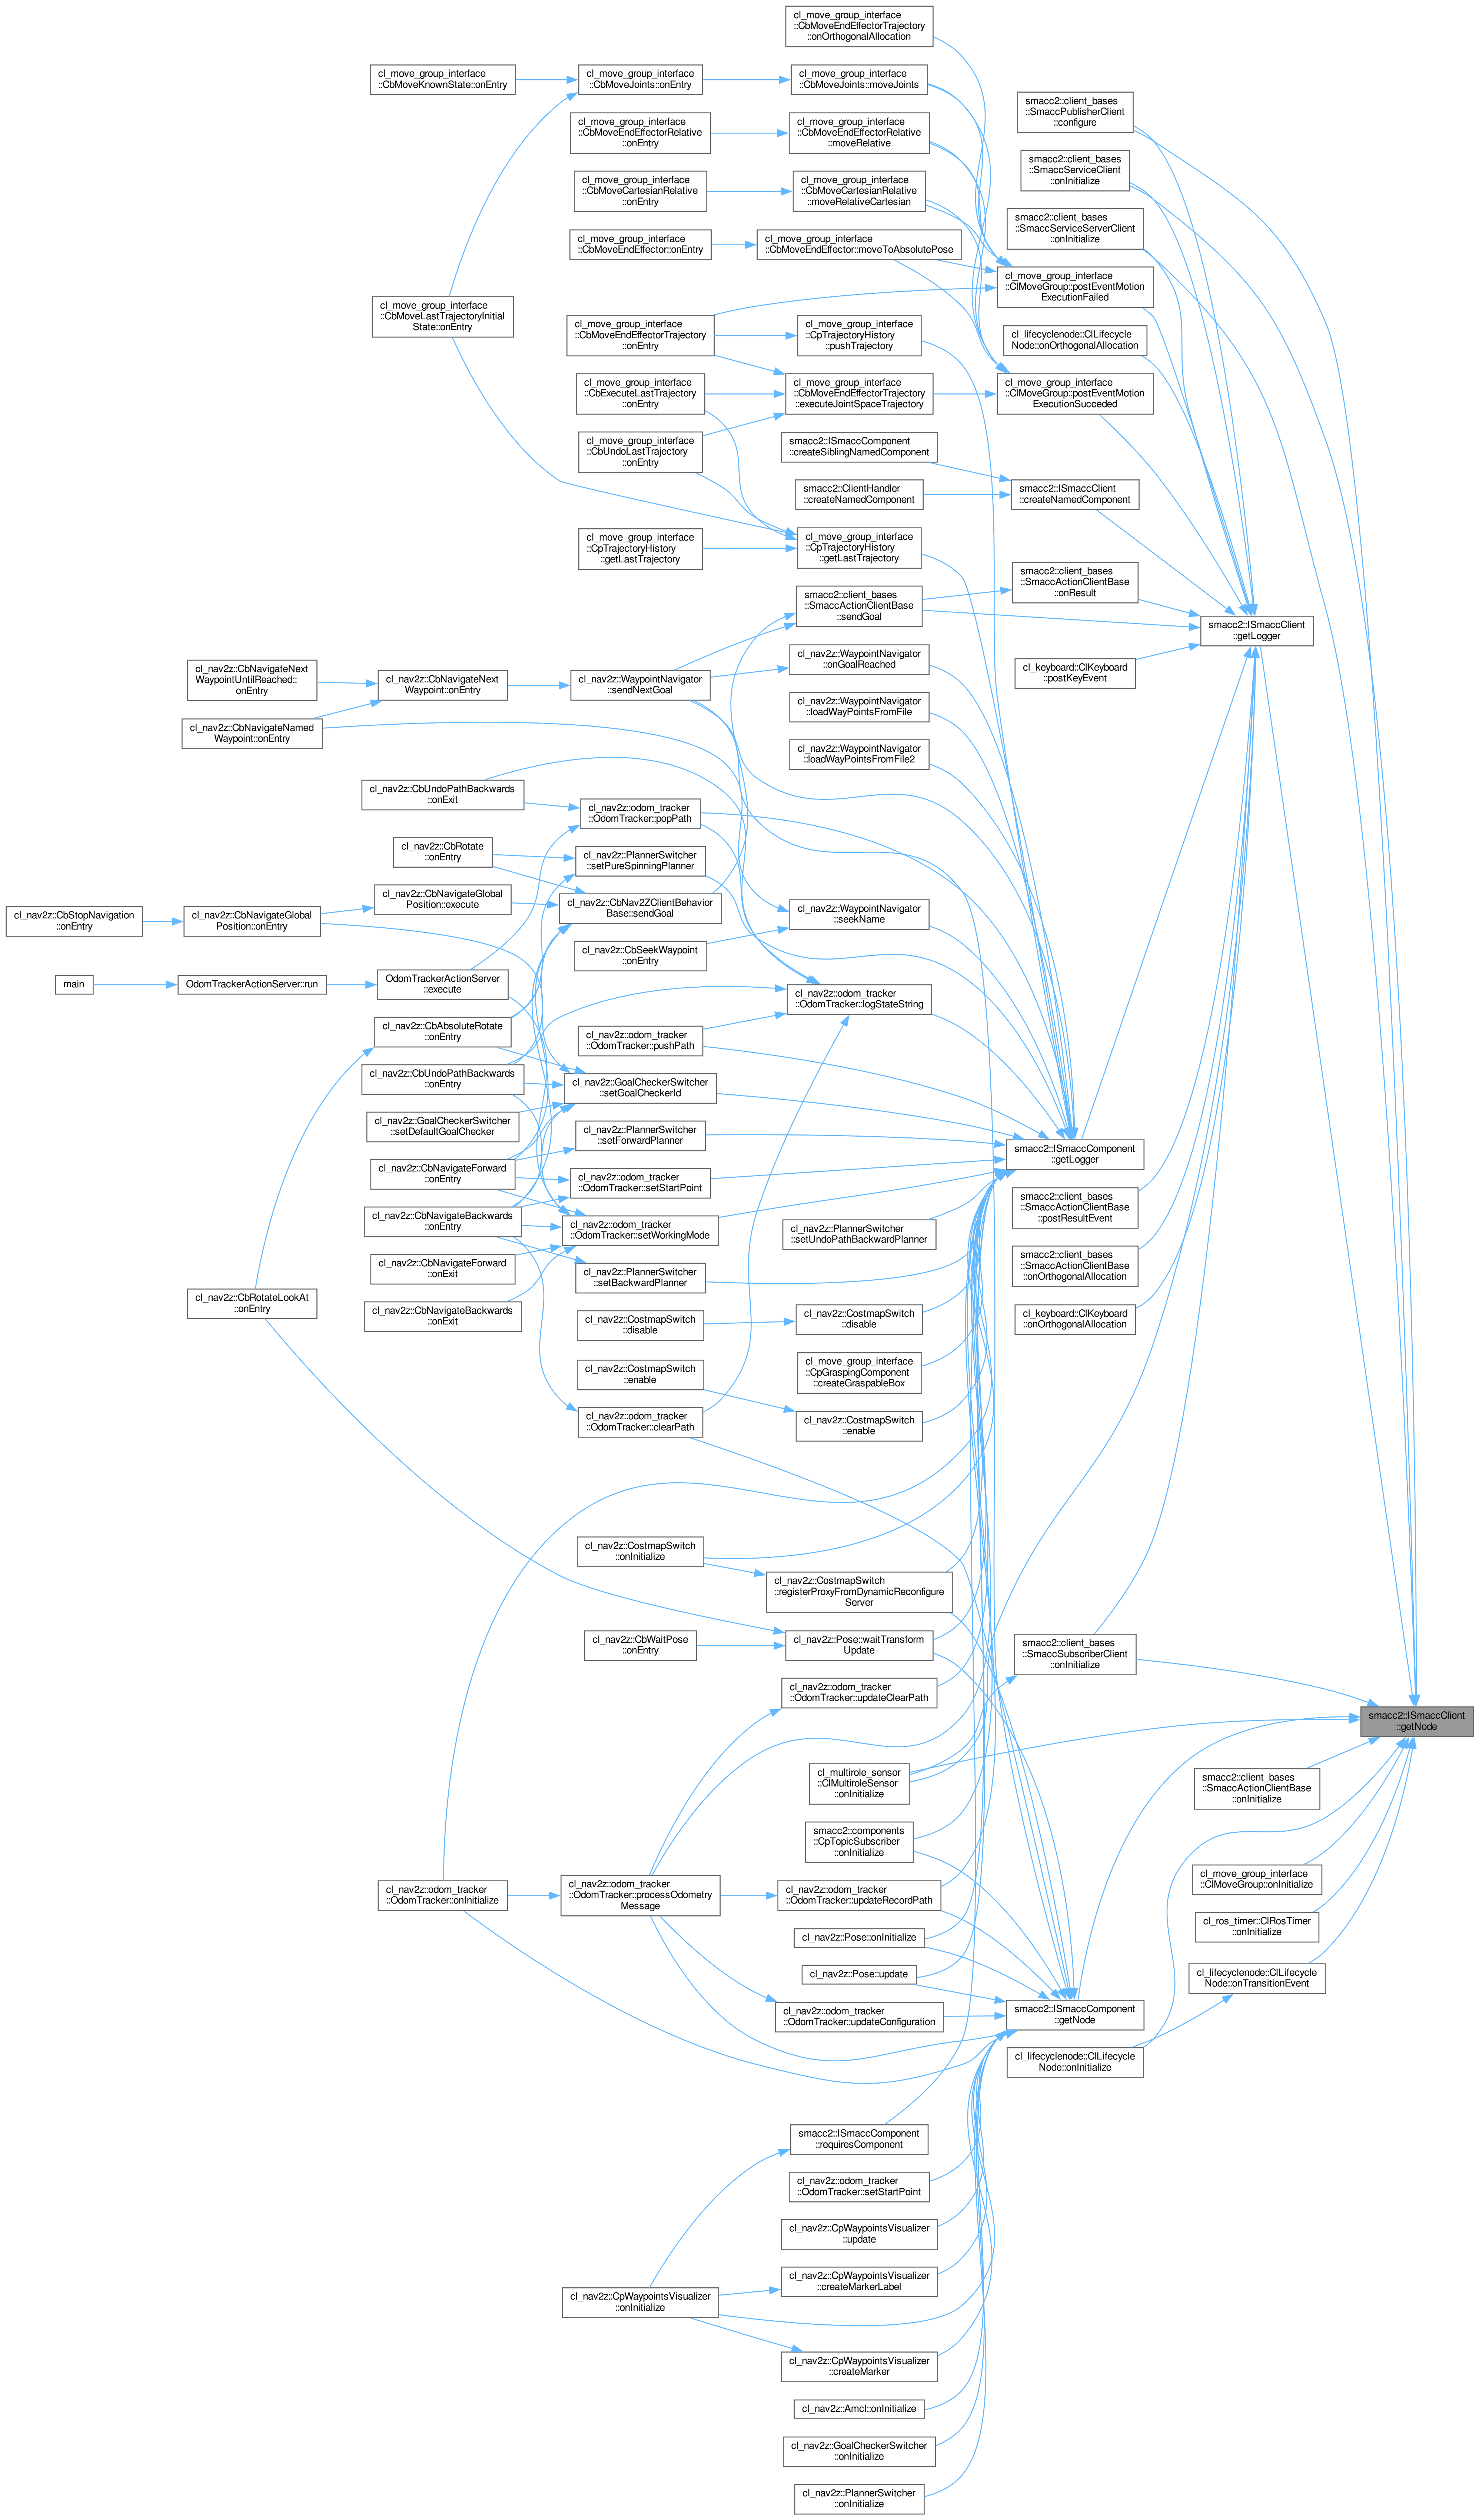 cl_move_group_interface
::CbMoveEndEffectorTrajectory
::onOrthogonalAllocation
cl_move_group_interface
::CbMoveKnownState::onEntry
cl_move_group_interface
::CbMoveJoints::onEntry
cl_move_group_interface
::CbMoveJoints::moveJoints
smacc2::client_bases
::SmaccPublisherClient
::configure
cl_move_group_interface
::CbMoveEndEffectorRelative
::onEntry
cl_move_group_interface
::CbMoveEndEffectorRelative
::moveRelative
smacc2::client_bases
::SmaccServiceClient
::onInitialize
cl_move_group_interface
::CbMoveCartesianRelative
::onEntry
cl_move_group_interface
::CbMoveCartesianRelative
::moveRelativeCartesian
smacc2::client_bases
::SmaccServiceServerClient
::onInitialize
cl_move_group_interface
::CbMoveEndEffector::onEntry
cl_move_group_interface
::CbMoveEndEffector::moveToAbsolutePose
cl_move_group_interface
::ClMoveGroup::postEventMotion
ExecutionFailed
cl_move_group_interface
::CbMoveLastTrajectoryInitial
State::onEntry
cl_move_group_interface
::CbMoveEndEffectorTrajectory
::onEntry
cl_move_group_interface
::CpTrajectoryHistory
::pushTrajectory
cl_lifecyclenode::ClLifecycle
Node::onOrthogonalAllocation
cl_move_group_interface
::CbExecuteLastTrajectory
::onEntry
cl_move_group_interface
::CbMoveEndEffectorTrajectory
::executeJointSpaceTrajectory
cl_move_group_interface
::ClMoveGroup::postEventMotion
ExecutionSucceded
cl_move_group_interface
::CbUndoLastTrajectory
::onEntry
smacc2::ISmaccComponent
::createSiblingNamedComponent
smacc2::ClientHandler
::createNamedComponent
smacc2::ISmaccClient
::createNamedComponent
cl_move_group_interface
::CpTrajectoryHistory
::getLastTrajectory
cl_move_group_interface
::CpTrajectoryHistory
::getLastTrajectory
smacc2::client_bases
::SmaccActionClientBase
::sendGoal
smacc2::client_bases
::SmaccActionClientBase
::onResult
smacc2::ISmaccClient
::getLogger
cl_nav2z::WaypointNavigator
::onGoalReached
cl_keyboard::ClKeyboard
::postKeyEvent
cl_nav2z::CbNavigateNext
WaypointUntilReached::
onEntry
cl_nav2z::CbNavigateNext
Waypoint::onEntry
cl_nav2z::WaypointNavigator
::sendNextGoal
cl_nav2z::WaypointNavigator
::loadWayPointsFromFile
cl_nav2z::CbNavigateNamed
Waypoint::onEntry
cl_nav2z::WaypointNavigator
::loadWayPointsFromFile2
cl_nav2z::CbUndoPathBackwards
::onExit
cl_nav2z::odom_tracker
::OdomTracker::popPath
cl_nav2z::CbRotate
::onEntry
cl_nav2z::PlannerSwitcher
::setPureSpinningPlanner
cl_nav2z::CbStopNavigation
::onEntry
cl_nav2z::CbNavigateGlobal
Position::onEntry
cl_nav2z::CbNavigateGlobal
Position::execute
cl_nav2z::CbNav2ZClientBehavior
Base::sendGoal
cl_nav2z::WaypointNavigator
::seekName
cl_nav2z::CbSeekWaypoint
::onEntry
main
OdomTrackerActionServer::run
OdomTrackerActionServer
::execute
cl_nav2z::odom_tracker
::OdomTracker::logStateString
cl_nav2z::CbAbsoluteRotate
::onEntry
cl_nav2z::odom_tracker
::OdomTracker::pushPath
cl_nav2z::CbUndoPathBackwards
::onEntry
cl_nav2z::GoalCheckerSwitcher
::setGoalCheckerId
cl_nav2z::GoalCheckerSwitcher
::setDefaultGoalChecker
cl_nav2z::PlannerSwitcher
::setForwardPlanner
smacc2::ISmaccComponent
::getLogger
cl_nav2z::CbNavigateForward
::onEntry
cl_nav2z::odom_tracker
::OdomTracker::setStartPoint
smacc2::client_bases
::SmaccActionClientBase
::postResultEvent
cl_nav2z::CbNavigateBackwards
::onEntry
cl_nav2z::odom_tracker
::OdomTracker::setWorkingMode
cl_nav2z::PlannerSwitcher
::setUndoPathBackwardPlanner
smacc2::client_bases
::SmaccActionClientBase
::onOrthogonalAllocation
cl_nav2z::CbNavigateForward
::onExit
cl_nav2z::PlannerSwitcher
::setBackwardPlanner
cl_nav2z::CbRotateLookAt
::onEntry
cl_nav2z::CbNavigateBackwards
::onExit
cl_nav2z::CostmapSwitch
::disable
cl_nav2z::CostmapSwitch
::disable
cl_keyboard::ClKeyboard
::onOrthogonalAllocation
cl_nav2z::CostmapSwitch
::enable
cl_move_group_interface
::CpGraspingComponent
::createGraspableBox
cl_nav2z::odom_tracker
::OdomTracker::clearPath
cl_nav2z::CostmapSwitch
::enable
cl_nav2z::CostmapSwitch
::onInitialize
cl_nav2z::CostmapSwitch
::registerProxyFromDynamicReconfigure
Server
cl_nav2z::CbWaitPose
::onEntry
cl_nav2z::Pose::waitTransform
Update
smacc2::client_bases
::SmaccSubscriberClient
::onInitialize
cl_nav2z::odom_tracker
::OdomTracker::updateClearPath
smacc2::ISmaccClient
::getNode
cl_multirole_sensor
::ClMultiroleSensor
::onInitialize
smacc2::client_bases
::SmaccActionClientBase
::onInitialize
smacc2::components
::CpTopicSubscriber
::onInitialize
cl_move_group_interface
::ClMoveGroup::onInitialize
cl_nav2z::odom_tracker
::OdomTracker::onInitialize
cl_nav2z::odom_tracker
::OdomTracker::processOdometry
Message
cl_nav2z::odom_tracker
::OdomTracker::updateRecordPath
cl_ros_timer::ClRosTimer
::onInitialize
cl_nav2z::Pose::onInitialize
cl_nav2z::Pose::update
cl_lifecyclenode::ClLifecycle
Node::onTransitionEvent
cl_nav2z::odom_tracker
::OdomTracker::updateConfiguration
smacc2::ISmaccComponent
::getNode
cl_lifecyclenode::ClLifecycle
Node::onInitialize
smacc2::ISmaccComponent
::requiresComponent
cl_nav2z::odom_tracker
::OdomTracker::setStartPoint
cl_nav2z::CpWaypointsVisualizer
::update
cl_nav2z::CpWaypointsVisualizer
::createMarkerLabel
cl_nav2z::CpWaypointsVisualizer
::onInitialize
cl_nav2z::CpWaypointsVisualizer
::createMarker
cl_nav2z::Amcl::onInitialize
cl_nav2z::GoalCheckerSwitcher
::onInitialize
cl_nav2z::PlannerSwitcher
::onInitialize